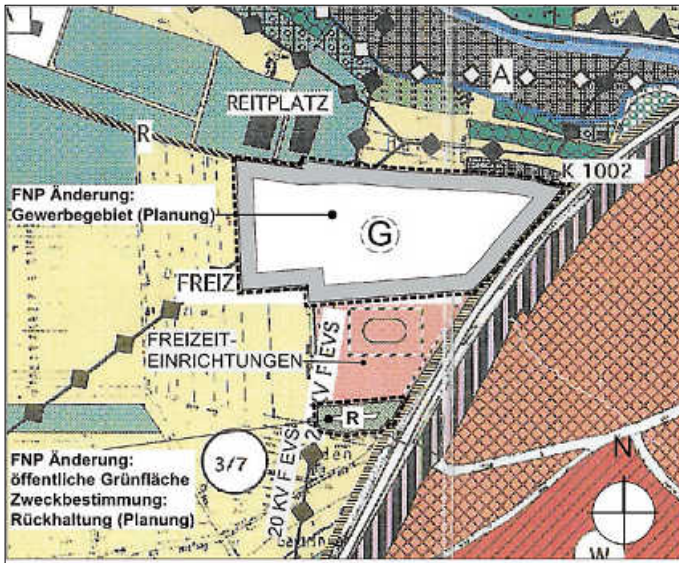 A
REITPLATZ
R
K 1002
FNP Änderung:
Gewerbegebiet (Planung)
G
FREIZ
FREIZEIT-
EINRICHTUNGEN
KV F EVS
R
FNP Änderung:
öffentliche Grünfläche
Zweckbestimmung:
Rückhaltung (Planung)
3/7
20 KV F EVS
N
W